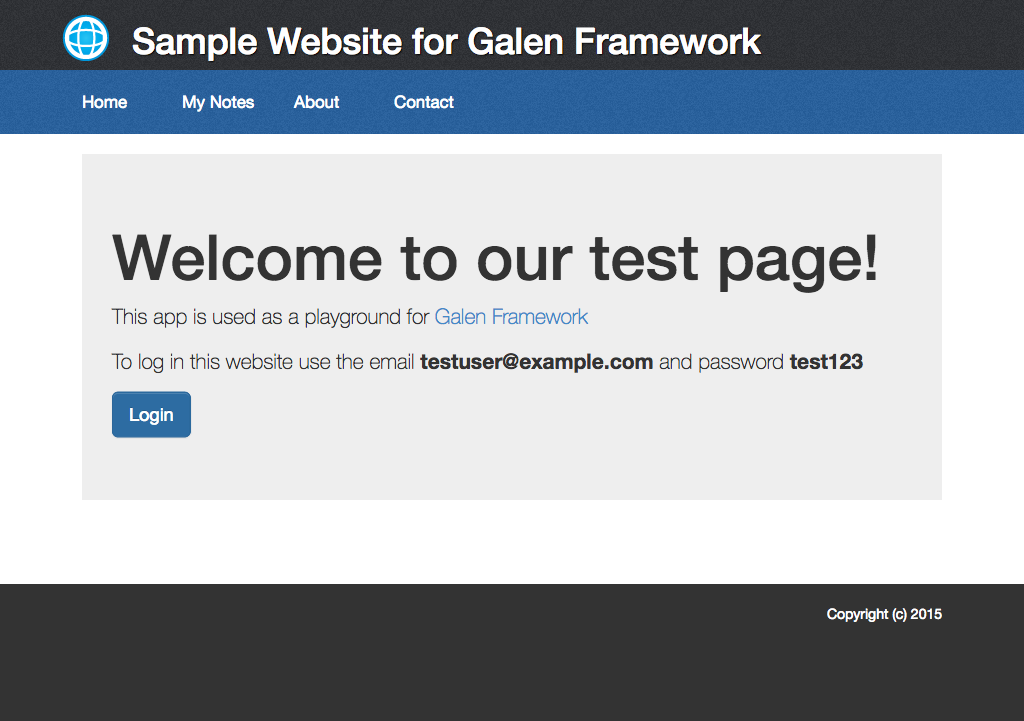 Sample Website for Galen Framework
Home My Notes About Contact
Welcome to our test page!
This app is used as a playground for Galen Framework
To log in this website use the email testuser@example.com and password test123
Login
Copyright (c) 2015